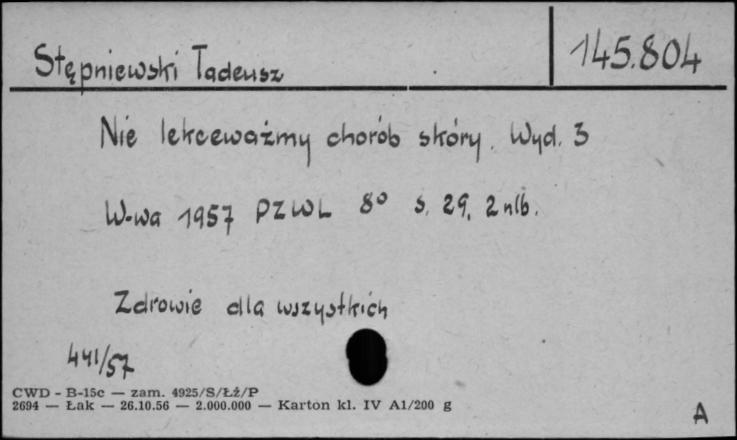 Stępniewski Tadeusz 145.804
Nie lekceważmy chorób skóry. Wyd. 3
W-wa 1957 PZWL 8° s. 29, 2 nlb.
Zdrowie dla wszystkich
441/57
CWD - B-15c — zam. 4925/S/Łż/P
2694 — Łak — 26.10.56 — 2.000.000 — Karton kl. IV A1/200 g
A